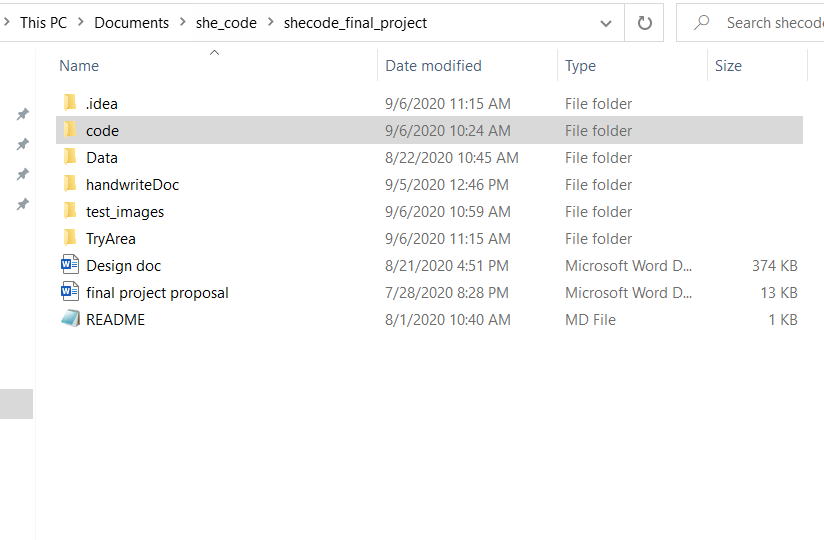 This PC > Documents > she_code > shecode_final_project Search shecod
Name Date modified Type Size
.idea 9/6/2020 11:15 AM File folder
code 9/6/2020 10:24 AM File folder
Data 8/22/2020 10:45 AM File folder
handwriteDoc 9/5/2020 12:46 PM File folder
test_images 9/6/2020 10:59 AM File folder
TryArea 9/6/2020 11:15 AM File folder
Design doc 8/21/2020 4:51 PM Microsoft Word D... 374 KB
final project proposal 7/28/2020 8:28 PM Microsoft Word D... 13 KB
README 8/1/2020 10:40 AM MD File 1 KB